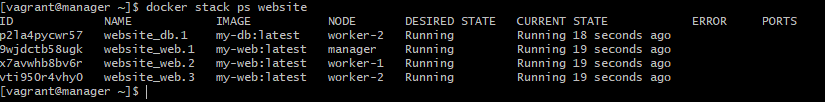 [vagrant@manager ~]$ docker stack ps website
ID NAME IMAGE NODE DESIRED STATE CURRENT STATE ERROR PORTS
p2la4pycwr57 website_db.1 my-db:latest worker-2 Running Running 18 seconds ago
9wjdctb58ugk website_web.1 my-web:latest manager Running Running 19 seconds ago
x7avwhb8bv6r website_web.2 my-web:latest worker-1 Running Running 19 seconds ago
vti950r4vhy0 website_web.3 my-web:latest worker-2 Running Running 19 seconds ago
[vagrant@manager ~]$